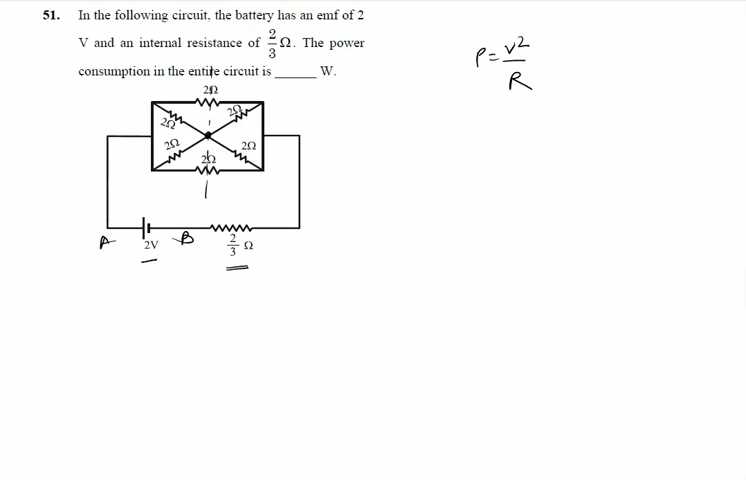 51. In the following circuit, the battery has an emf of 2
V and an internal resistance of 2/3 Ω. The power
consumption in the entire circuit is ______ W.
P = V²/R
2Ω
2Ω 2Ω
2Ω 2Ω
2Ω
A 2V B 2/3 Ω